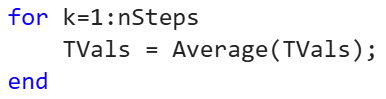 for k=1:nSteps
    TVals = Average(TVals);
end